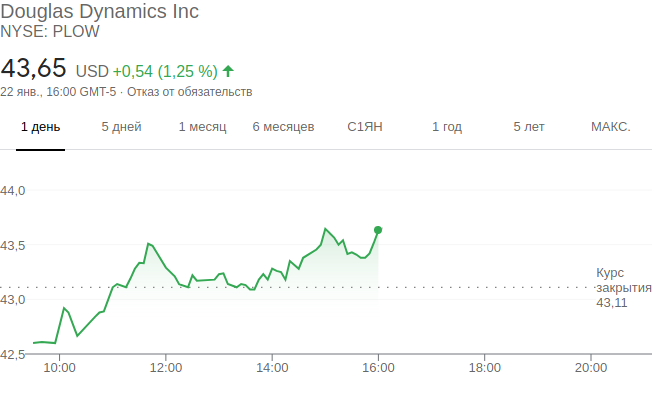 Douglas Dynamics Inc
NYSE: PLOW
43,65 USD +0,54 (1,25 %)
22 янв., 16:00 GMT-5 · Отказ от обязательств
1 день 5 дней 1 месяц 6 месяцев С1ЯН 1 год 5 лет МАКС.
44,0
43,5
Курс
закрытия
43,11
43,0
42,5
10:00 12:00 14:00 16:00 18:00 20:00